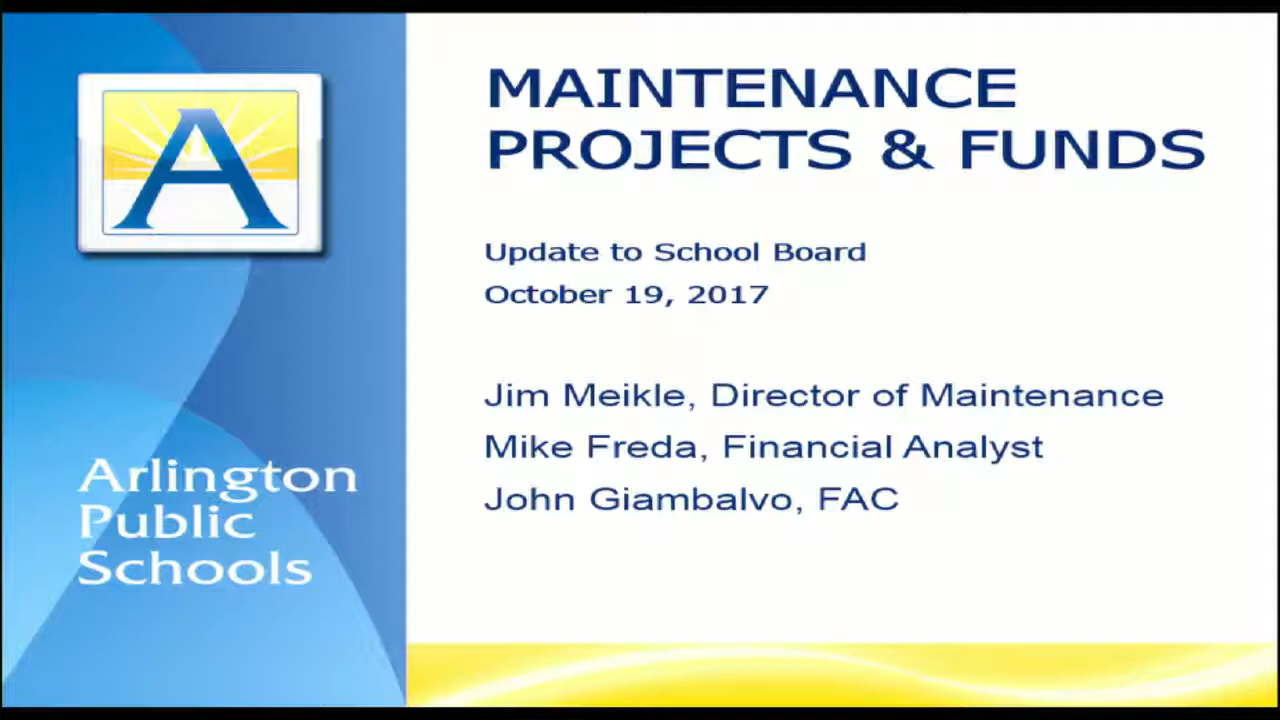 A
Arlington
Public
Schools
MAINTENANCE
PROJECTS & FUNDS
Update to School Board
October 19, 2017
Jim Meikle, Director of Maintenance
Mike Freda, Financial Analyst
John Giambalvo, FAC